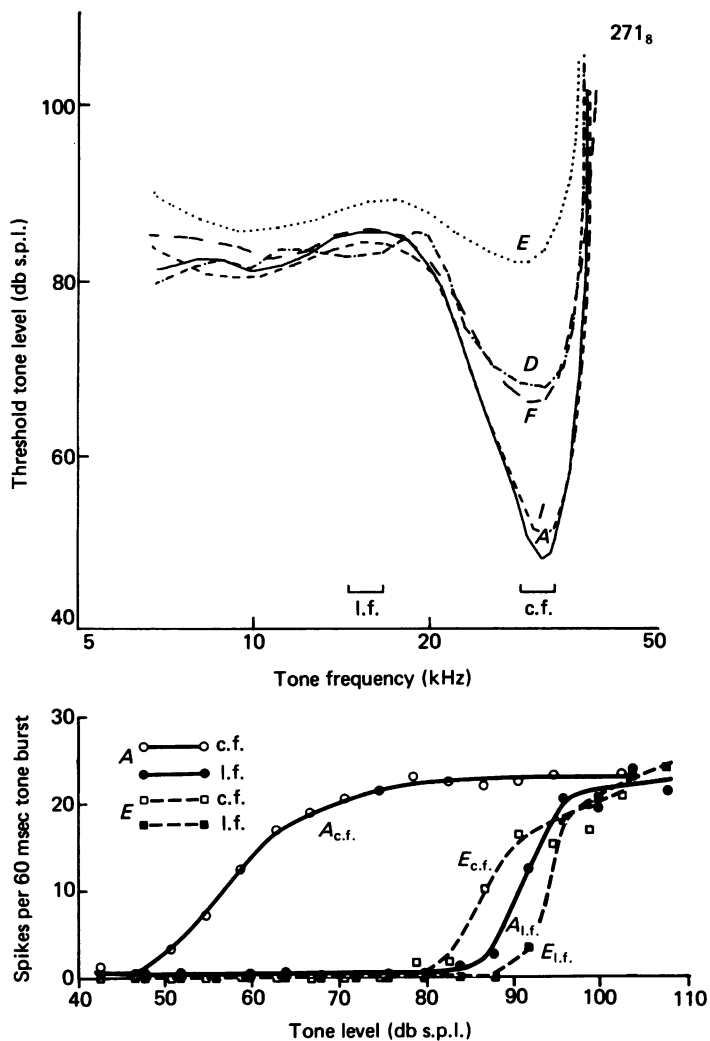 271₈
100
80
60
40
Threshold tone level (db s.p.l.)
E
D
F
I
A
l.f.
c.f.
5
10
20
50
Tone frequency (kHz)
30
20
10
0
Spikes per 60 msec tone burst
A
c.f.
l.f.
E
c.f.
l.f.
A c.f.
E c.f.
A l.f.
E l.f.
40
50
60
70
80
90
100
110
Tone level (db s.p.l.)